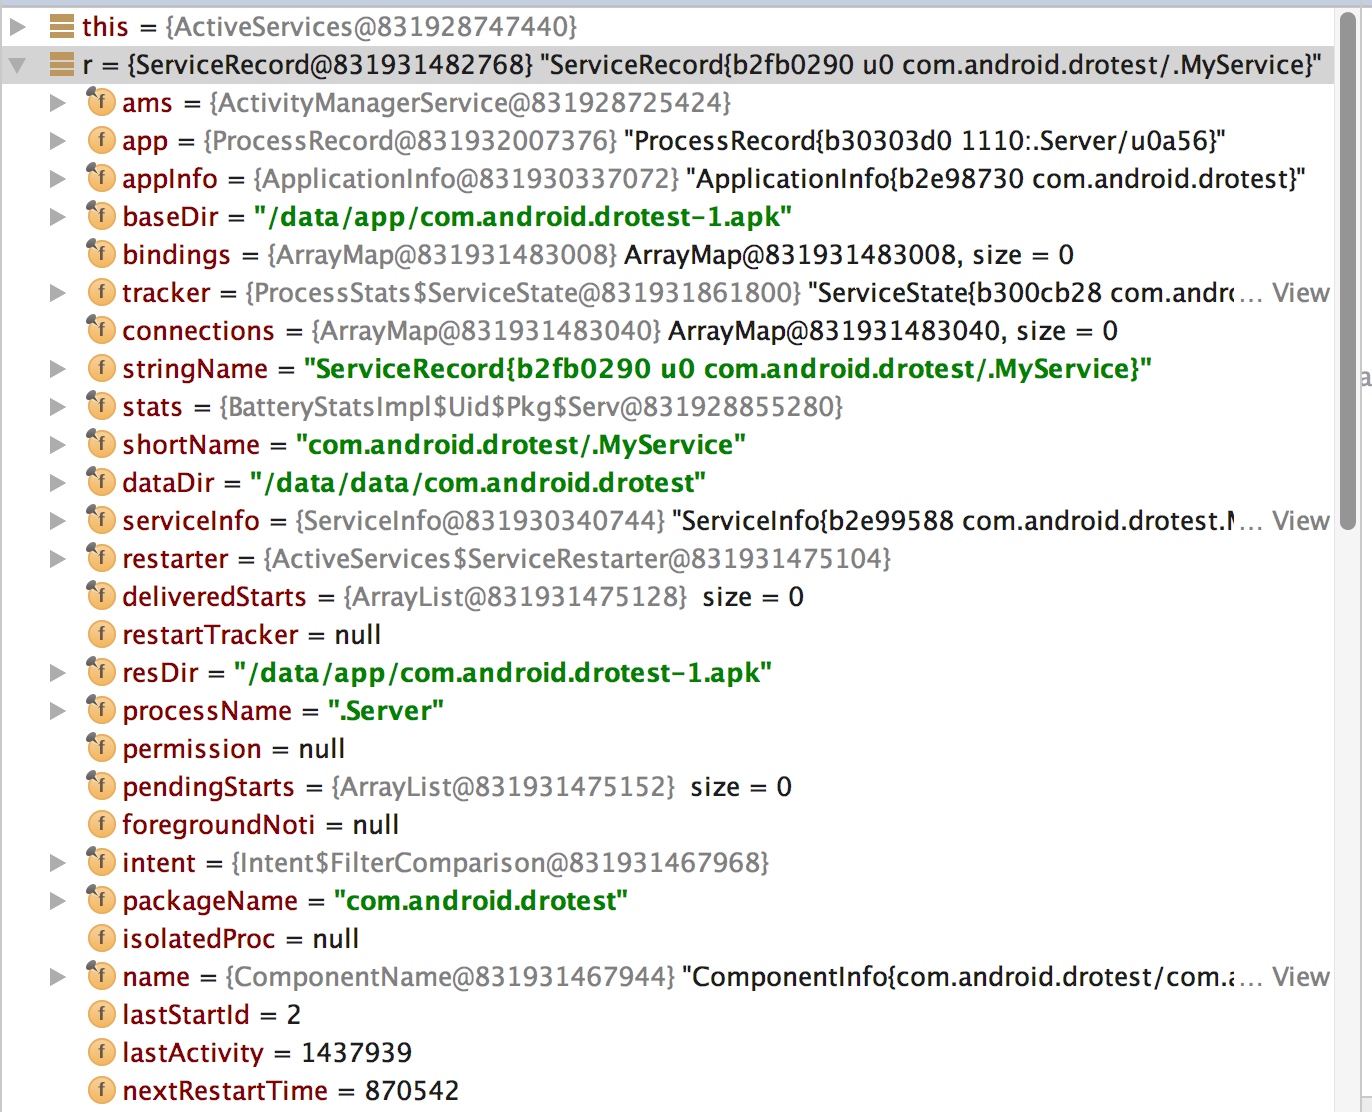 this = {ActiveServices@831928747440}
r = {ServiceRecord@831931482768} "ServiceRecord{b2fb0290 u0 com.android.drotest/.MyService}"
f ams = {ActivityManagerService@831928725424}
f app = {ProcessRecord@831932007376} "ProcessRecord{b30303d0 1110:.Server/u0a56}"
f appInfo = {ApplicationInfo@831930337072} "ApplicationInfo{b2e98730 com.android.drotest}"
f baseDir = "/data/app/com.android.drotest-1.apk"
f bindings = {ArrayMap@831931483008} ArrayMap@831931483008, size = 0
f tracker = {ProcessStats$ServiceState@831931861800} "ServiceState{b300cb28 com.andr... View
f connections = {ArrayMap@831931483040} ArrayMap@831931483040, size = 0
f stringName = "ServiceRecord{b2fb0290 u0 com.android.drotest/.MyService}"
f stats = {BatteryStatsImpl$Uid$Pkg$Serv@831928855280}
f shortName = "com.android.drotest/.MyService"
f dataDir = "/data/data/com.android.drotest"
f serviceInfo = {ServiceInfo@831930340744} "ServiceInfo{b2e99588 com.android.drotest.M... View
f restarter = {ActiveServices$ServiceRestarter@831931475104}
f deliveredStarts = {ArrayList@831931475128} size = 0
f restartTracker = null
f resDir = "/data/app/com.android.drotest-1.apk"
f processName = ".Server"
f permission = null
f pendingStarts = {ArrayList@831931475152} size = 0
f foregroundNoti = null
f intent = {Intent$FilterComparison@831931467968}
f packageName = "com.android.drotest"
f isolatedProc = null
f name = {ComponentName@831931467944} "ComponentInfo{com.android.drotest/com.a... View
f lastStartId = 2
f lastActivity = 1437939
f nextRestartTime = 870542